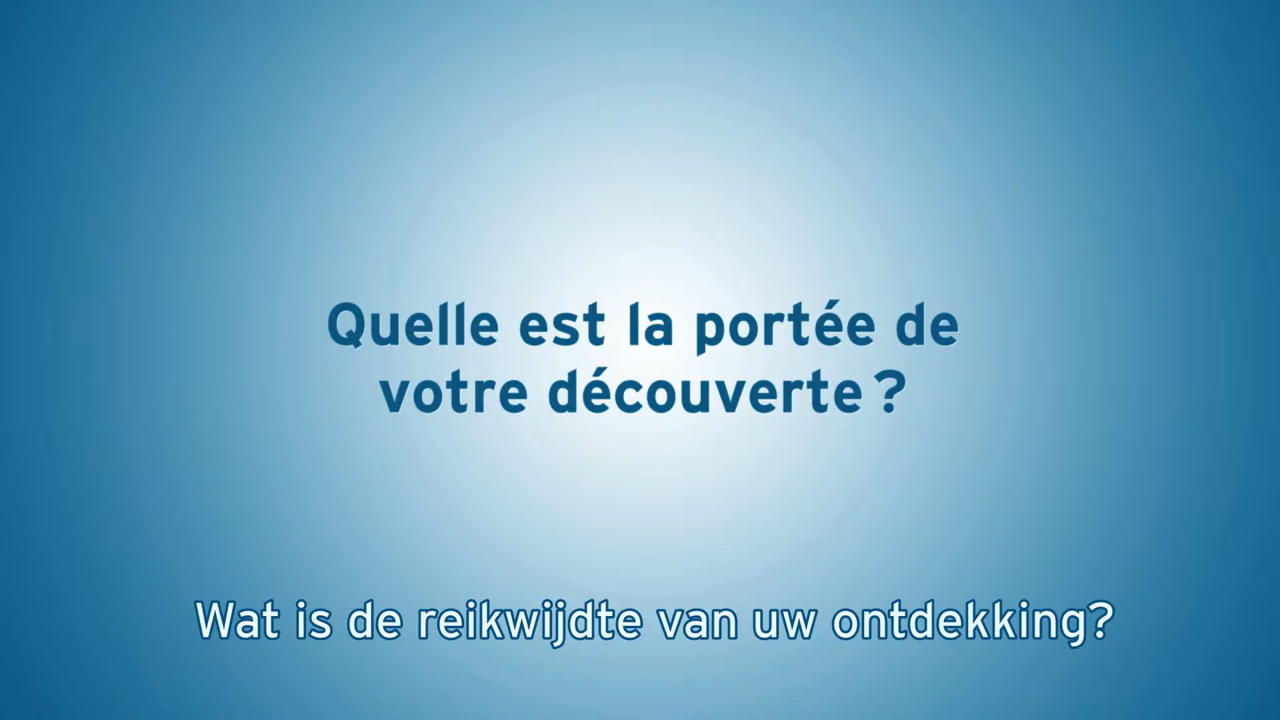 Quelle est la portée de
votre découverte ?
Wat is de reikwijdte van uw ontdekking?